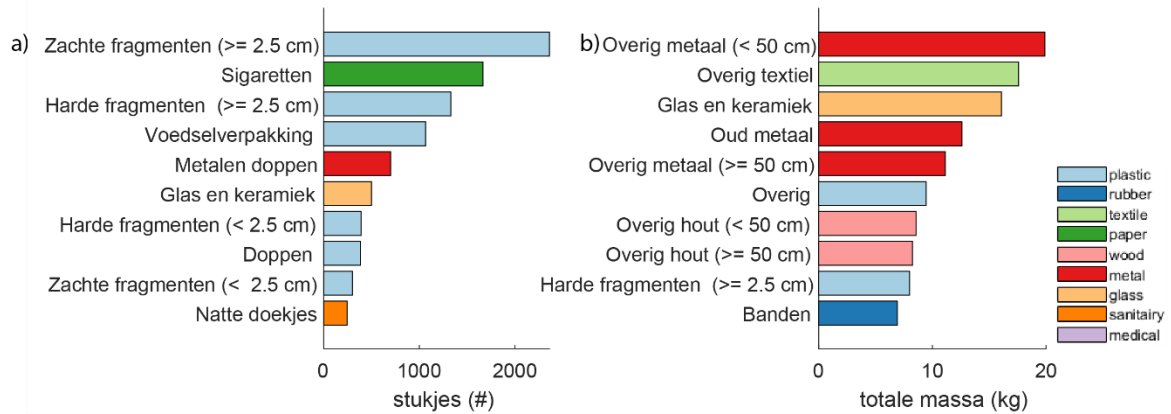 a)
Zachte fragmenten (>= 2.5 cm)
Sigaretten
Harde fragmenten (>= 2.5 cm)
Voedselverpakking
Metalen doppen
Glas en keramiek
Harde fragmenten (< 2.5 cm)
Doppen
Zachte fragmenten (< 2.5 cm)
Natte doekjes
0 1000 2000
stukjes (#)
b)
Overig metaal (< 50 cm)
Overig textiel
Glas en keramiek
Oud metaal
Overig metaal (>= 50 cm)
Overig
Overig hout (< 50 cm)
Overig hout (>= 50 cm)
Harde fragmenten (>= 2.5 cm)
Banden
0 10 20
totale massa (kg)
plastic
rubber
textile
paper
wood
metal
glass
sanitairy
medical